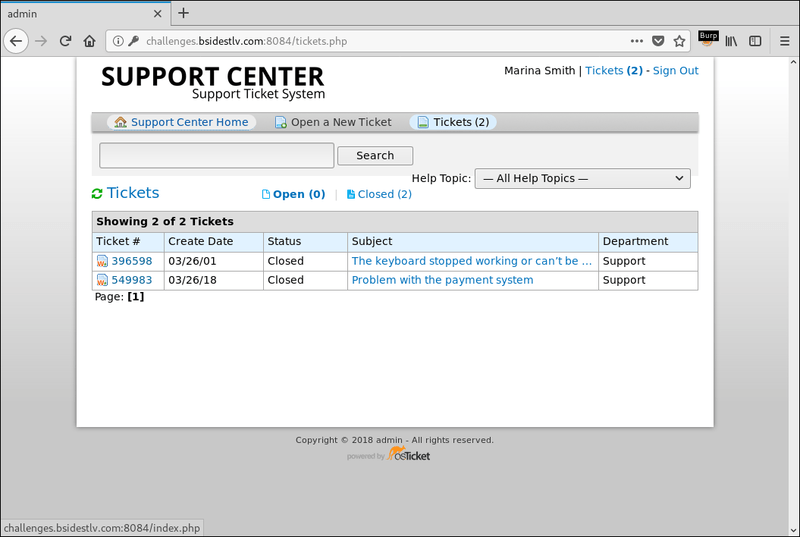 admin
challenges.bsidestlv.com:8084/tickets.php
Burp
SUPPORT CENTER
Support Ticket System
Marina Smith | Tickets (2) - Sign Out
Support Center Home Open a New Ticket Tickets (2)
Search
Help Topic: — All Help Topics —
Tickets Open (0) | Closed (2)
Showing 2 of 2 Tickets
Ticket # Create Date Status Subject Department
396598 03/26/01 Closed The keyboard stopped working or can’t be ... Support
549983 03/26/18 Closed Problem with the payment system Support
Page: [1]
Copyright © 2018 admin - All rights reserved.
powered by osTicket
challenges.bsidestlv.com:8084/index.php